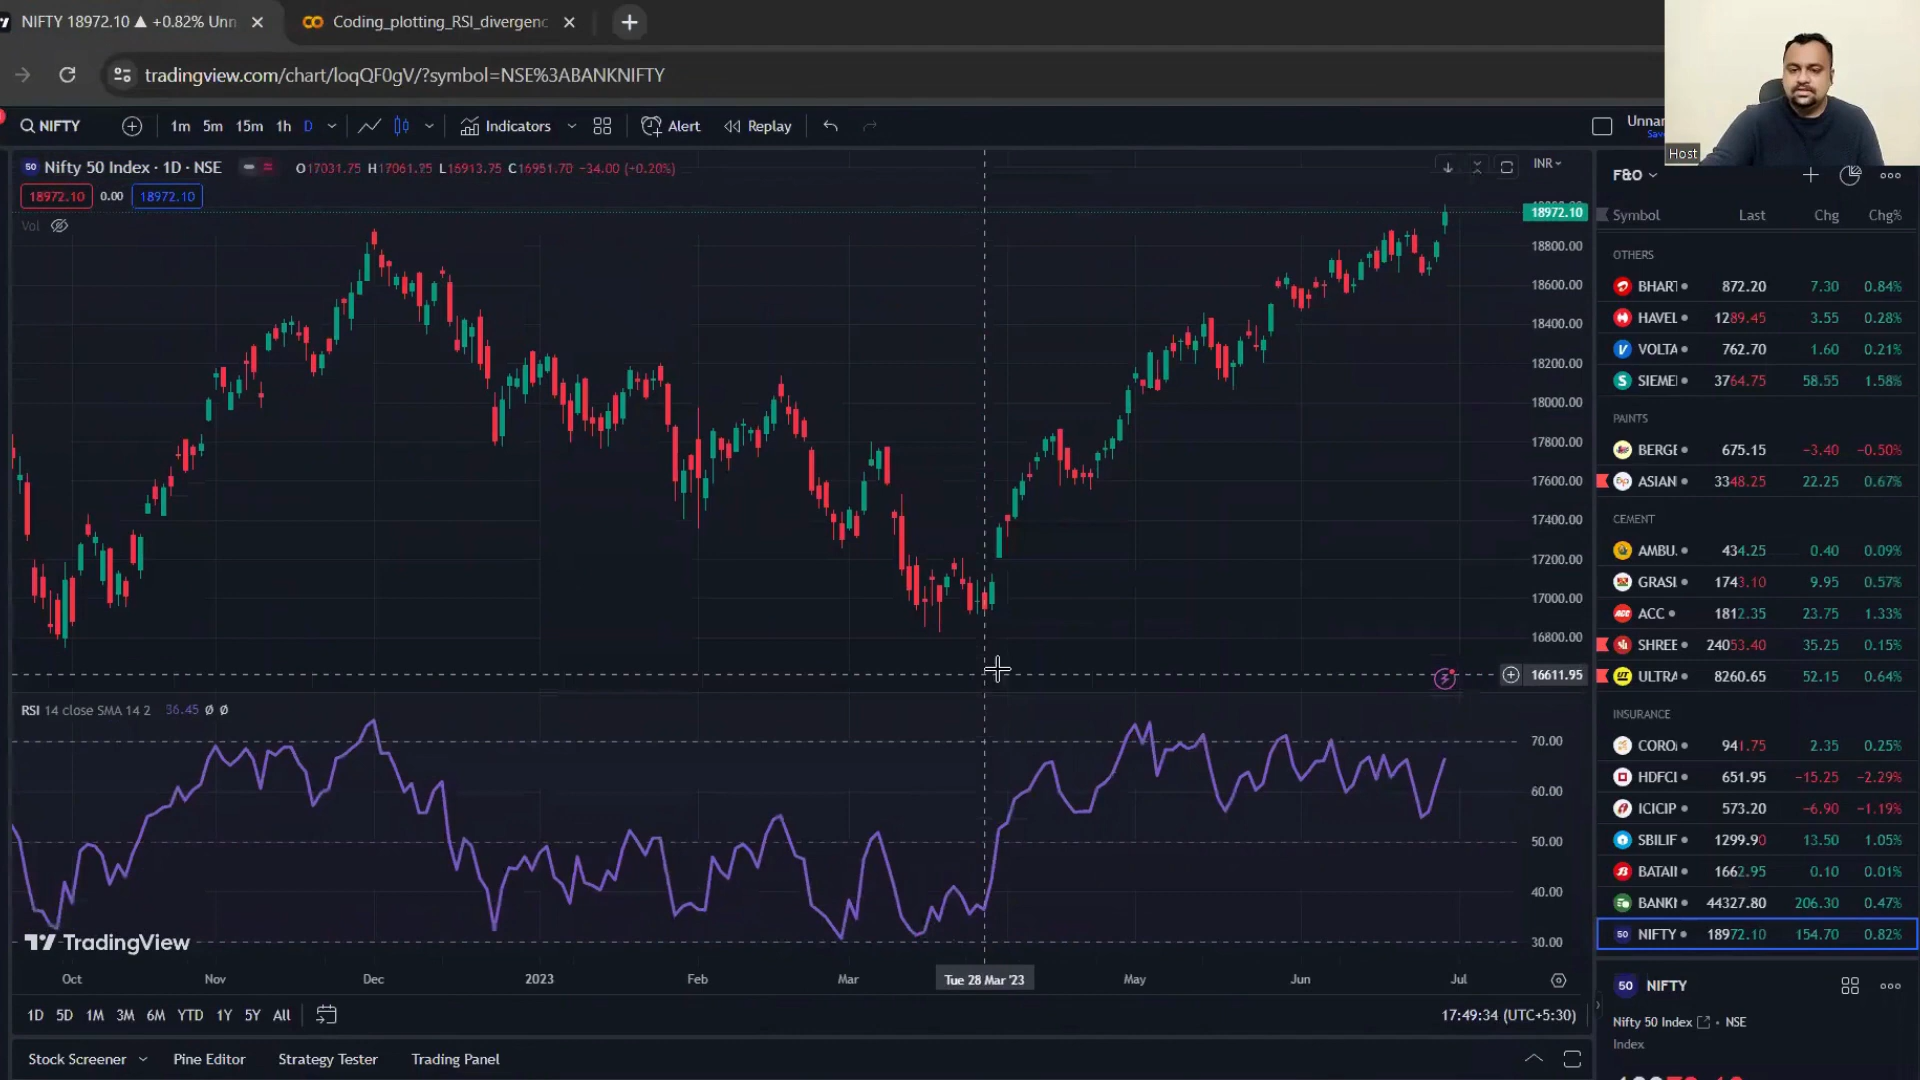 NIFTY 18972.10 ▲ +0.82% Unn
Coding_plotting_RSI_divergenc
tradingview.com/chart/loqQF0gV/?symbol=NSE%3ABANKNIFTY
NIFTY 1m 5m 15m 1h D Indicators Alert Replay
Unnar
Host
50 Nifty 50 Index · 1D · NSE O17031.75 H17061.75 L16913.75 C16951.70 −34.00 (+0.20%) INR
18972.10 0.00 18972.10
Vol
18972.10
18800.00
18600.00
18400.00
18200.00
18000.00
17800.00
17600.00
17400.00
17200.00
17000.00
16800.00
16611.95
RSI 14 close SMA 14 2 36.45 Ø Ø
70.00
60.00
50.00
40.00
30.00
TradingView
Oct Nov Dec 2023 Feb Mar Tue 28 Mar '23 May Jun Jul
1D 5D 1M 3M 6M YTD 1Y 5Y All 17:49:34 (UTC+5:30)
Stock Screener Pine Editor Strategy Tester Trading Panel
F&O
Symbol Last Chg Chg%
OTHERS
BHART 872.20 7.30 0.84%
HAVEL 1289.45 3.55 0.28%
VOLTA 762.70 1.60 0.21%
SIEME 3764.75 58.55 1.58%
PAINTS
BERGE 675.15 −3.40 −0.50%
ASIAN 3348.25 22.25 0.67%
CEMENT
AMBU. 434.25 0.40 0.09%
GRASI 1743.10 9.95 0.57%
ACC 1812.35 23.75 1.33%
SHREE 24053.40 35.25 0.15%
ULTRA 8260.65 52.15 0.64%
INSURANCE
CORO 941.75 2.35 0.25%
HDFCL 651.95 −15.25 −2.29%
ICICIP 573.20 −6.90 −1.19%
SBILIF 1299.90 13.50 1.05%
BATAII 1662.95 0.10 0.01%
BANKN 44327.80 206.30 0.47%
50 NIFTY 18972.10 154.70 0.82%
50 NIFTY
Nifty 50 Index • NSE
Index